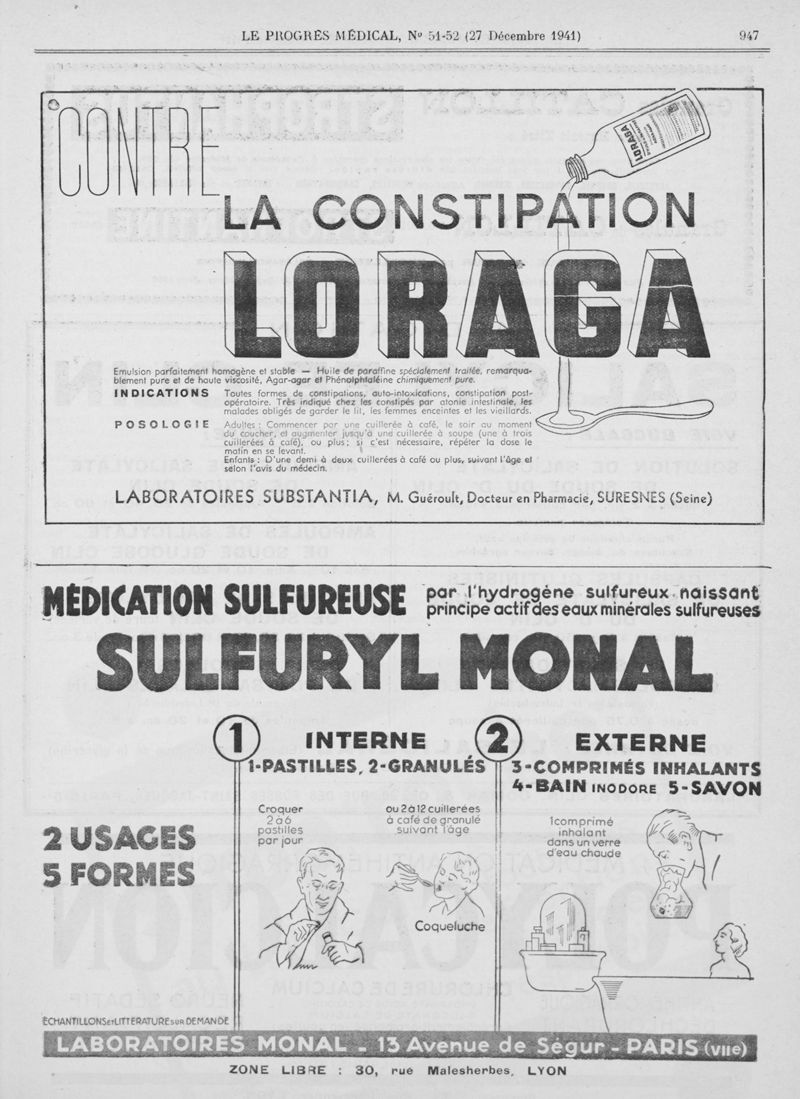 LE PROGRÈS MÉDICAL, Nº 51-52 (27 Décembre 1941)
947
CONTRE
LORAGA
LA CONSTIPATION
LORAGA
Emulsion parfaitement homogène et stable — Huile de paraffine spécialement traitée, remarqua-
blement pure et de haute viscosité, Agar-agar et Phénolphtaléine chimiquement pure.
INDICATIONS Toutes formes de constipations, auto-intoxications, constipation post-
opératoire. Très indiqué chez les constipés par atonie intestinale, les
malades obligés de garder le lit, les femmes enceintes et les vieillards.
POSOLOGIE Adultes : Commencer par une cuillerée à café, le soir au moment
du coucher, et augmenter jusqu'à une cuillerée à soupe (une à trois
cuillerées à café), ou plus ; si c'est nécessaire, répéter la dose le
matin en se levant.
Enfants : D'une demi à deux cuillerées à café ou plus, suivant l'âge et
selon l'avis du médecin.
LABORATOIRES SUBSTANTIA, M. Guéroult, Docteur en Pharmacie, SURESNES (Seine)
MÉDICATION SULFUREUSE par l'hydrogène sulfureux naissant
principe actif des eaux minérales sulfureuses
SULFURYL MONAL
1 INTERNE
1-PASTILLES, 2-GRANULÉS
2 EXTERNE
3-COMPRIMÉS INHALANTS
4-BAIN INODORE 5-SAVON
2 USAGES
5 FORMES
Croquer
2 à 6
pastilles
par jour
ou 2 à 12 cuillerées
à café de granulé
suivant l'âge
Coqueluche
1 comprimé
inhalant
dans un verre
d'eau chaude
ÉCHANTILLONS ET LITTÉRATURE SUR DEMANDE
LABORATOIRES MONAL - 13 Avenue de Ségur - PARIS (VIIe)
ZONE LIBRE : 30, rue Malesherbes, LYON